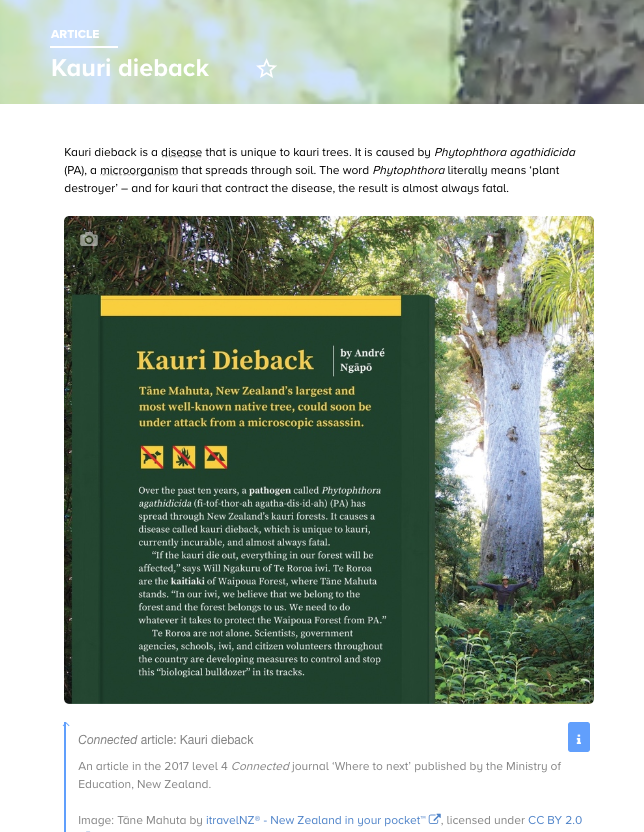 ARTICLE
Kauri dieback
Kauri dieback is a disease that is unique to kauri trees. It is caused by Phytophthora agathidicida
(PA), a microorganism that spreads through soil. The word Phytophthora literally means ‘plant
destroyer’ – and for kauri that contract the disease, the result is almost always fatal.
Kauri Dieback
by André
Ngāpō
Tāne Mahuta, New Zealand’s largest and
most well-known native tree, could soon be
under attack from a microscopic assassin.
Over the past ten years, a pathogen called Phytophthora
agathidicida (fi-tof-thor-ah agatha-dis-id-ah) (PA) has
spread through New Zealand’s kauri forests. It causes a
disease called kauri dieback, which is unique to kauri,
currently incurable, and almost always fatal.
“If the kauri die out, everything in our forest will be
affected,” says Will Ngakuru of Te Roroa iwi. Te Roroa
are the kaitiaki of Waipoua Forest, where Tāne Mahuta
stands. “In our iwi, we believe that we belong to the
forest and the forest belongs to us. We need to do
whatever it takes to protect the Waipoua Forest from PA.”
Te Roroa are not alone. Scientists, government
agencies, schools, iwi, and citizen volunteers throughout
the country are developing measures to control and stop
this “biological bulldozer” in its tracks.
Connected article: Kauri dieback
i
An article in the 2017 level 4 Connected journal ‘Where to next’ published by the Ministry of
Education, New Zealand.
Image: Tāne Mahuta by itravelNZ® - New Zealand in your pocket™, licensed under CC BY 2.0